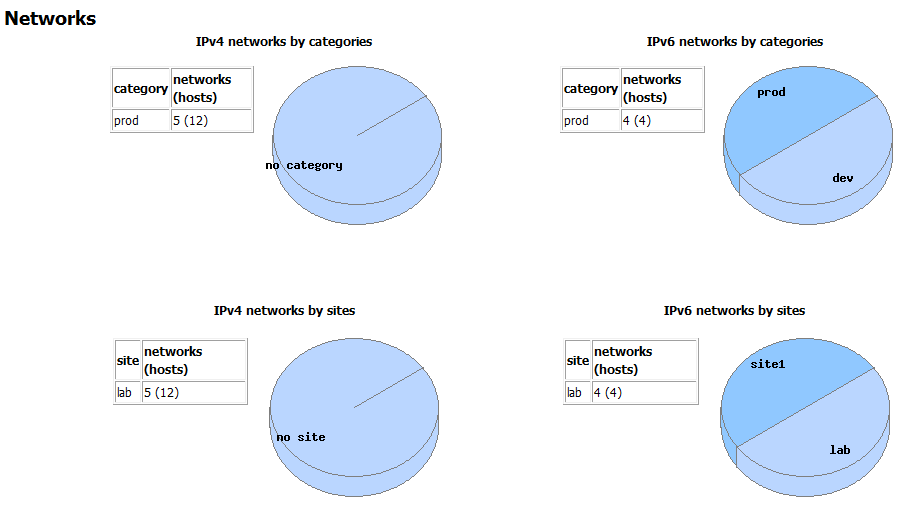 Networks
IPv4 networks by categories
category networks (hosts)
prod 5 (12)
no category
IPv6 networks by categories
category networks (hosts)
prod 4 (4)
prod
dev
IPv4 networks by sites
site networks (hosts)
lab 5 (12)
no site
IPv6 networks by sites
site networks (hosts)
lab 4 (4)
site1
lab